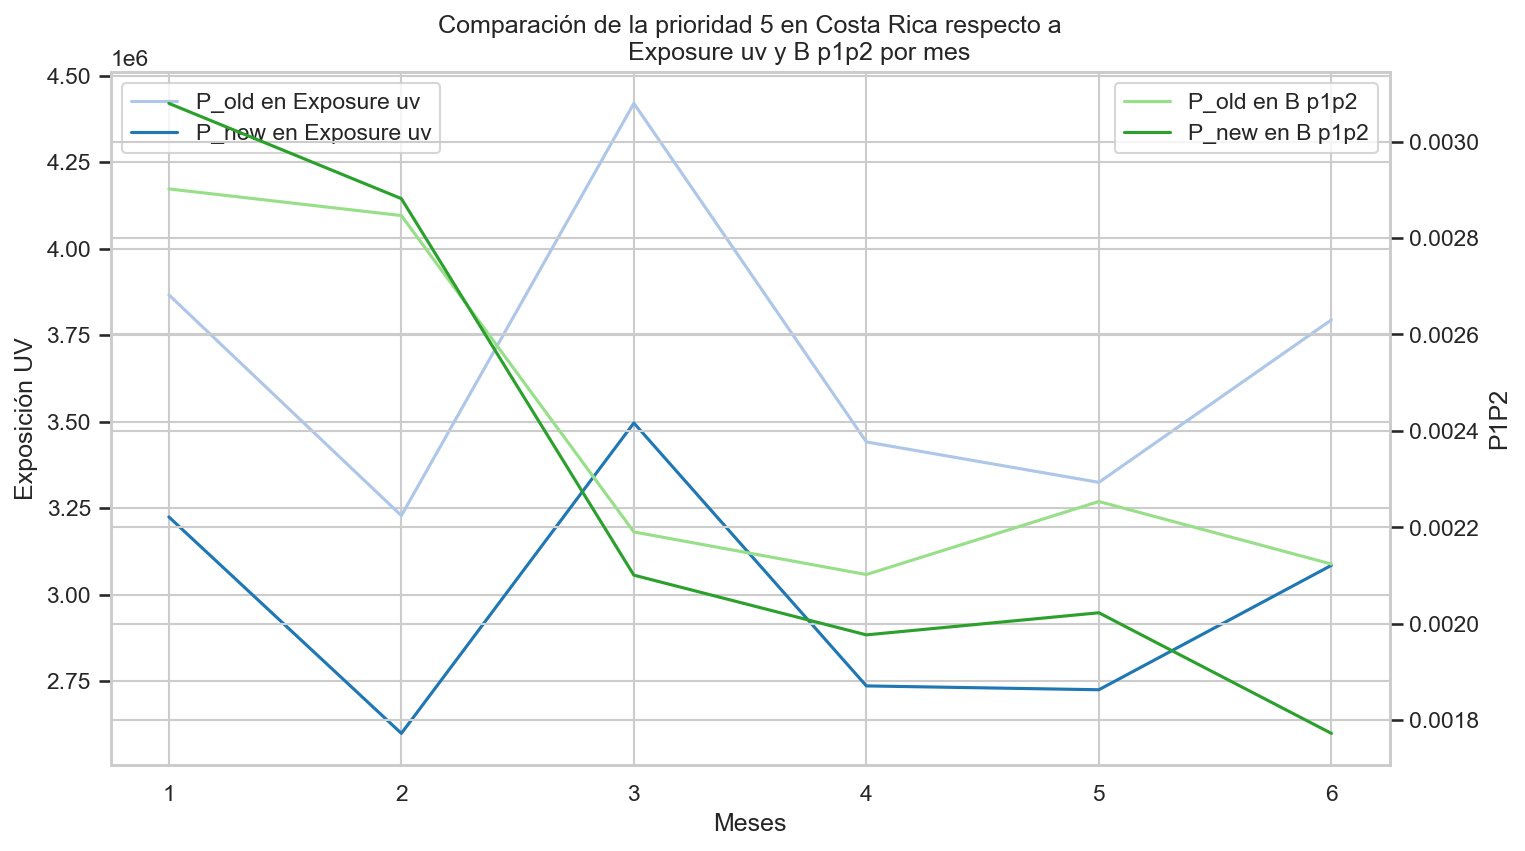 Comparación de la prioridad 5 en Costa Rica respecto a
Exposure uv y B p1p2 por mes
1e6
4.50
4.25
4.00
3.75
3.50
3.25
3.00
2.75
Exposición UV
P_old en Exposure uv
P_new en Exposure uv
P_old en B p1p2
P_new en B p1p2
0.0030
0.0028
0.0026
0.0024
0.0022
0.0020
0.0018
P1P2
1 2 3 4 5 6
Meses